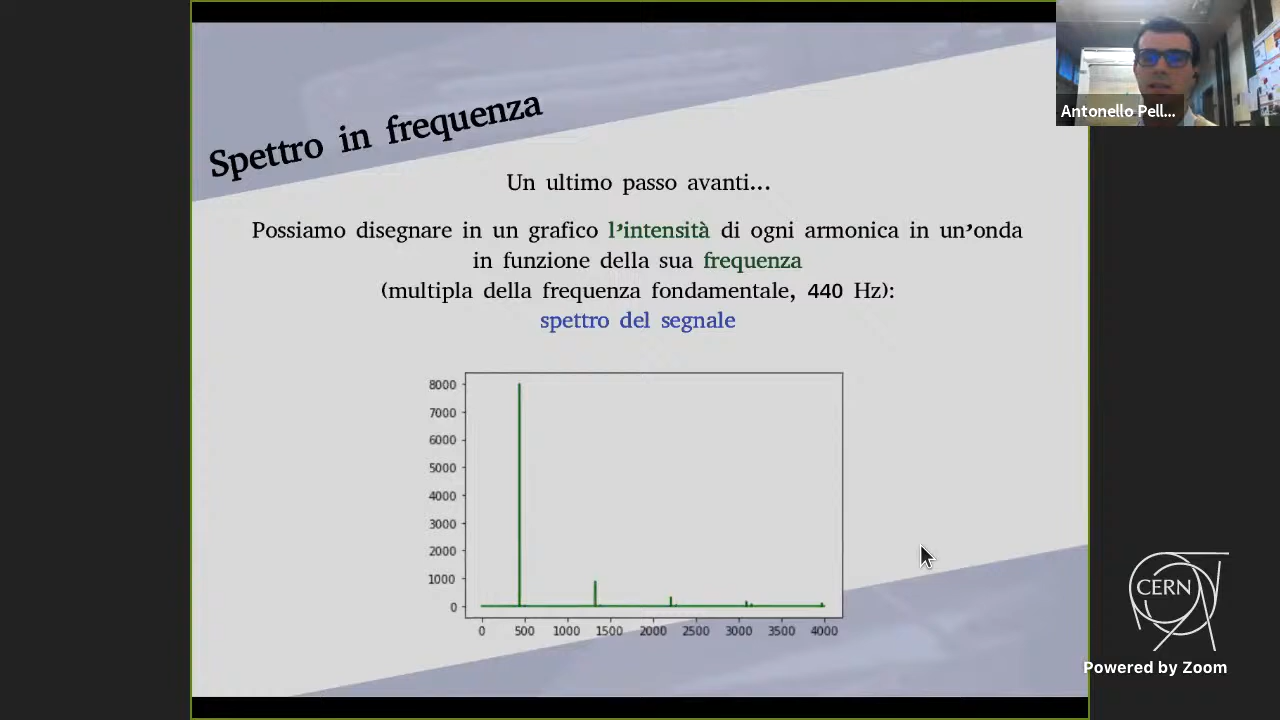 Antonello Pell...
Spettro in frequenza
Un ultimo passo avanti...
Possiamo disegnare in un grafico l’intensità di ogni armonica in un’onda
in funzione della sua frequenza
(multipla della frequenza fondamentale, 440 Hz):
spettro del segnale
8000
7000
6000
5000
4000
3000
2000
1000
0
0 500 1000 1500 2000 2500 3000 3500 4000
CERN
Powered by Zoom